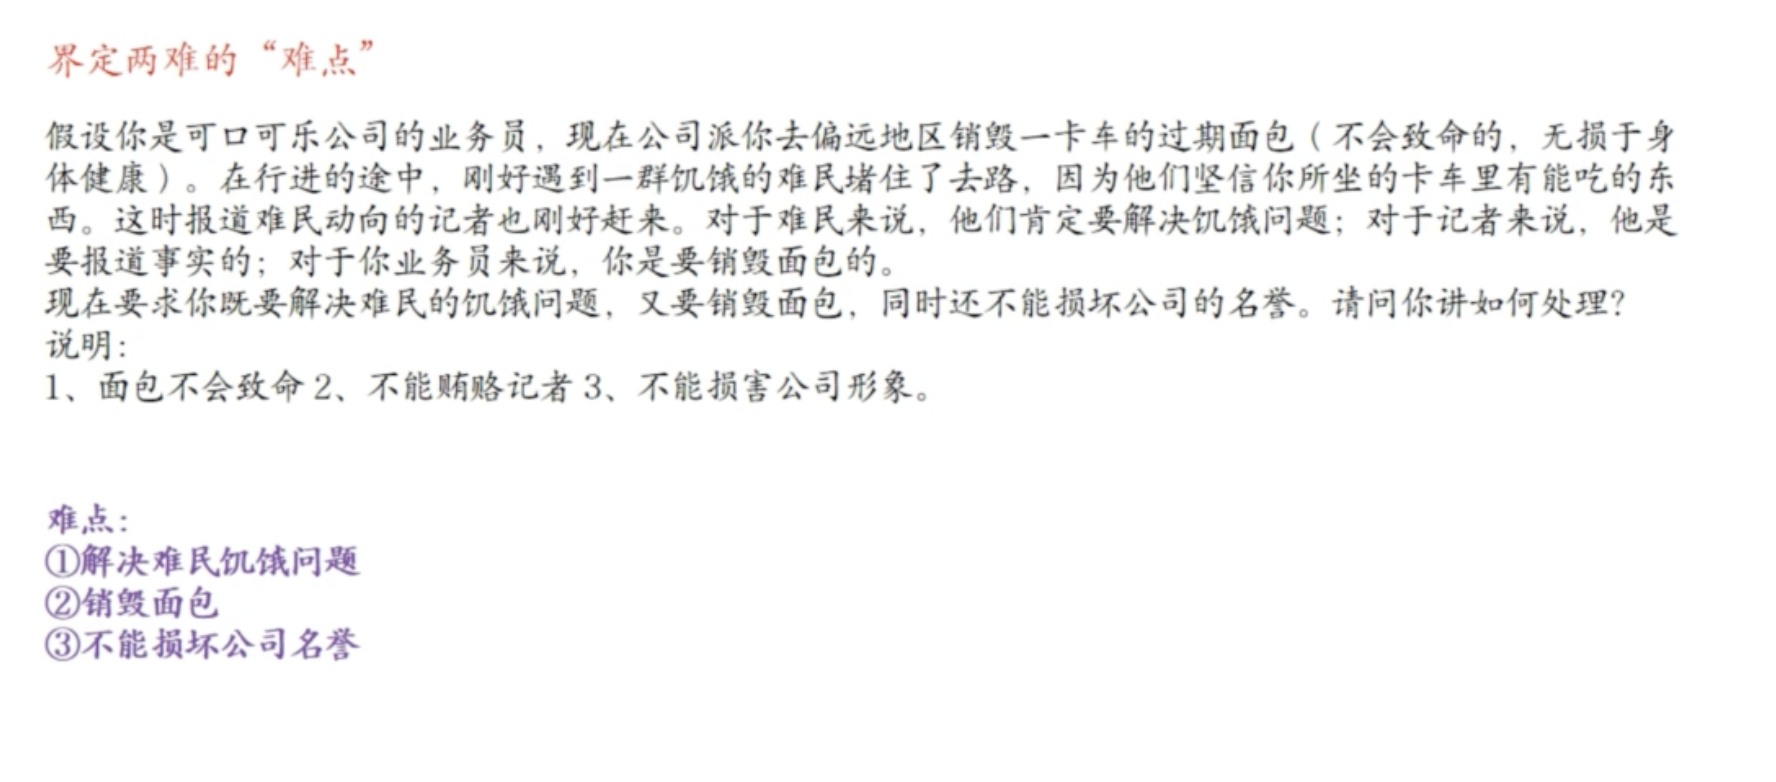 界定两难的“难点”
假设你是可口可乐公司的业务员，现在公司派你去偏远地区销毁一卡车的过期面包（不会致命的，无损于身
体健康）。在行进的途中，刚好遇到一群饥饿的难民堵住了去路，因为他们坚信你所坐的卡车里有能吃的东
西。这时报道难民动向的记者也刚好赶来。对于难民来说，他们肯定要解决饥饿问题；对于记者来说，他是
要报道事实的；对于你业务员来说，你是要销毁面包的。
现在要求你既要解决难民的饥饿问题，又要销毁面包，同时还不能损坏公司的名誉。请问你讲如何处理？
说明：
1、面包不会致命 2、不能贿赂记者 3、不能损害公司形象。
难点：
①解决难民饥饿问题
②销毁面包
③不能损坏公司名誉